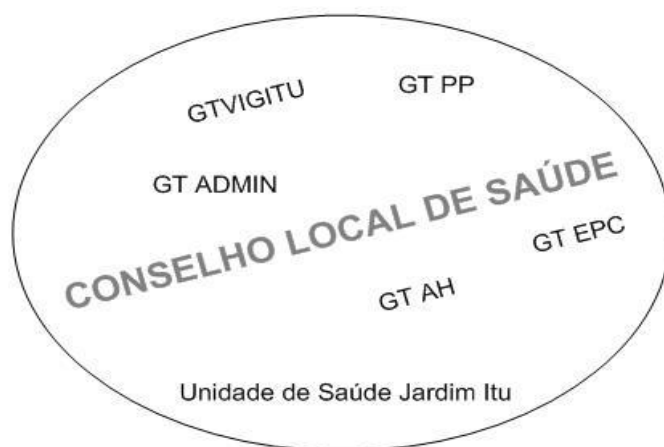 GTVIGITU
GT PP
GT ADMIN
CONSELHO LOCAL DE SAÚDE
GT EPC
GT AH
Unidade de Saúde Jardim Itu